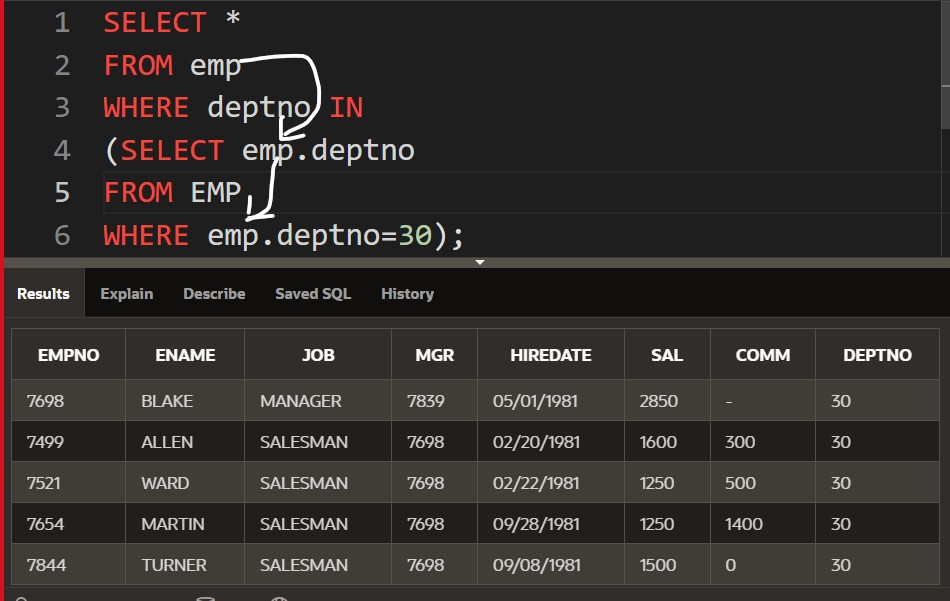 1 SELECT *
2 FROM emp
3 WHERE deptno IN
4 (SELECT emp.deptno
5 FROM EMP
6 WHERE emp.deptno=30);
Results Explain Describe Saved SQL History
EMPNO ENAME JOB MGR HIREDATE SAL COMM DEPTNO
7698 BLAKE MANAGER 7839 05/01/1981 2850 - 30
7499 ALLEN SALESMAN 7698 02/20/1981 1600 300 30
7521 WARD SALESMAN 7698 02/22/1981 1250 500 30
7654 MARTIN SALESMAN 7698 09/28/1981 1250 1400 30
7844 TURNER SALESMAN 7698 09/08/1981 1500 0 30